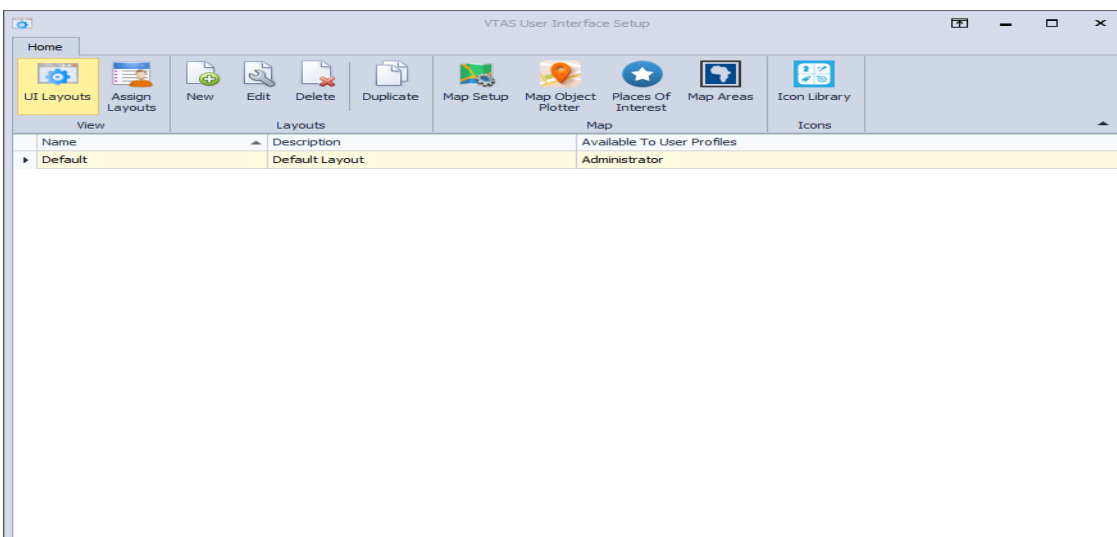 VTAS User Interface Setup
Home
UI Layouts Assign Layouts New Edit Delete Duplicate Map Setup Map Object Plotter Places Of Interest Map Areas Icon Library
View Layouts Map Icons
Name Description Available To User Profiles
Default Default Layout Administrator